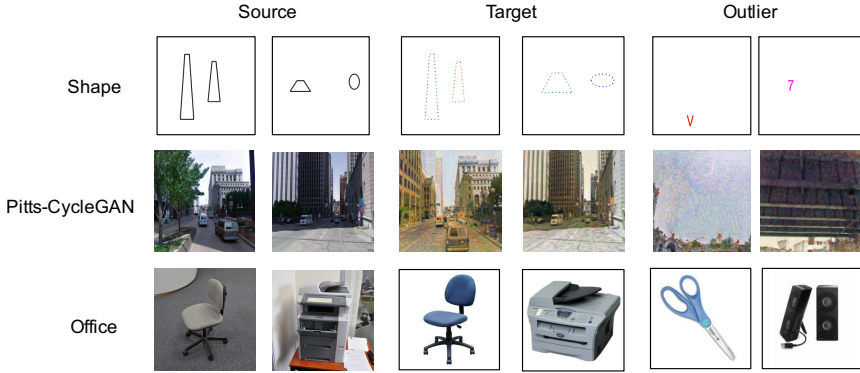 Source Target Outlier
Shape
V
7
Pitts-CycleGAN
Office